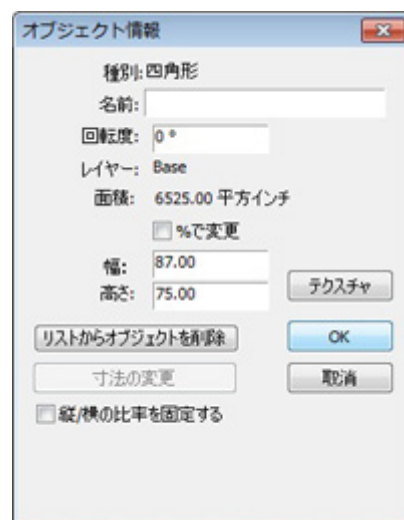 オブジェクト情報
種別: 四角形
名前:
回転度: 0 °
レイヤー: Base
面積: 6525.00 平方インチ
%で変更
幅: 87.00
高さ: 75.00
テクスチャ
リストからオブジェクトを削除
OK
寸法の変更
取消
縦/横の比率を固定する